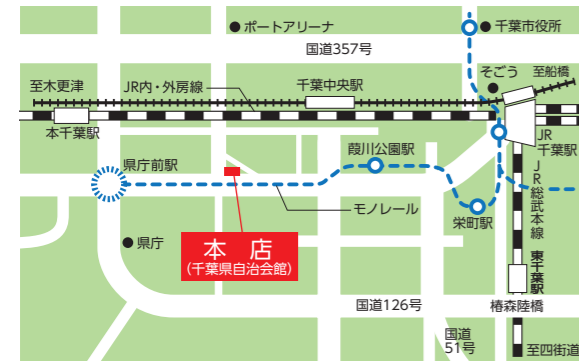 ●ポートアリーナ
●千葉市役所
国道357号
そごう
至船橋
至木更津
JR内・外房線
千葉中央駅
本千葉駅
JR
千葉駅
県庁前駅
葭川公園駅
JR総武本線
モノレール
栄町駅
●県庁
本 店
(千葉県自治会館)
東千葉駅
国道126号
椿森陸橋
国道
51号
至四街道